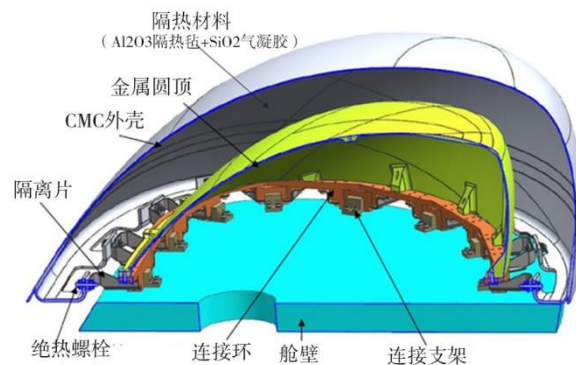 隔热材料
（Al2O3隔热毡+SiO2气凝胶）
金属圆顶
CMC外壳
隔离片
绝热螺栓
连接环
舱壁
连接支架